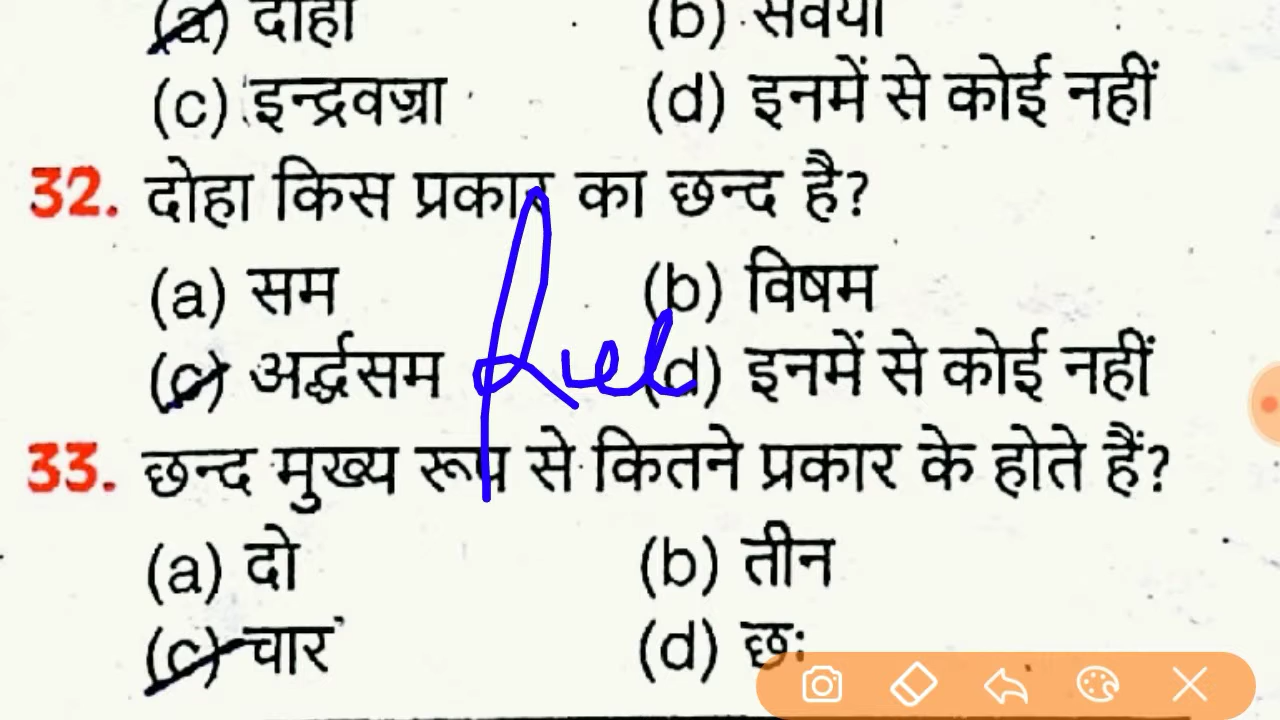 (a) दोहा (b) सवैया
(c) इन्द्रवज्रा (d) इनमें से कोई नहीं
32. दोहा किस प्रकार का छन्द है?
(a) सम (b) विषम
(c) अर्द्धसम (d) इनमें से कोई नहीं
33. छन्द मुख्य रूप से कितने प्रकार के होते हैं?
(a) दो (b) तीन
(c) चार (d) छः